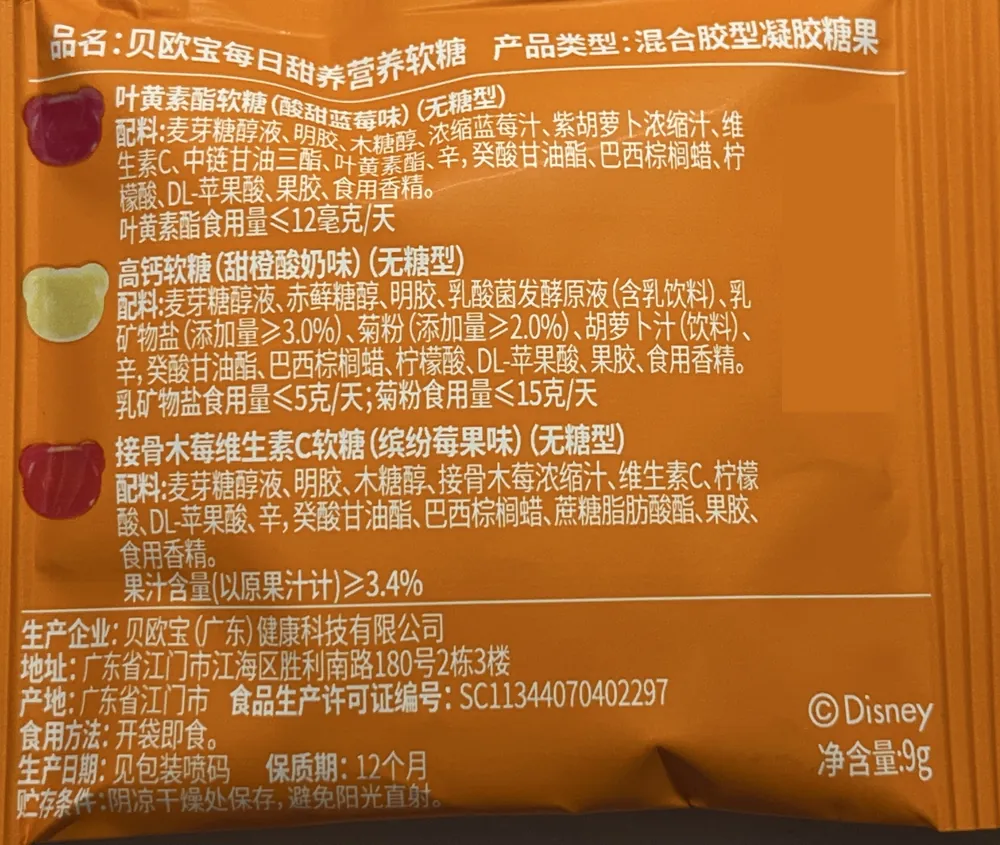 品名：贝欧宝每日甜养营养软糖 产品类型：混合胶型凝胶糖果
叶黄素酯软糖（酸甜蓝莓味）（无糖型）
配料：麦芽糖醇液、明胶、木糖醇、浓缩蓝莓汁、紫胡萝卜浓缩汁、维
生素C、中链甘油三酯、叶黄素酯、辛，癸酸甘油酯、巴西棕榈蜡、柠
檬酸、DL-苹果酸、果胶、食用香精。
叶黄素酯食用量≤12毫克/天
高钙软糖（甜橙酸奶味）（无糖型）
配料：麦芽糖醇液、赤藓糖醇、明胶、乳酸菌发酵原液（含乳饮料）、乳
矿物盐（添加量≥3.0%）、菊粉（添加量≥2.0%）、胡萝卜汁（饮料）、
辛，癸酸甘油酯、巴西棕榈蜡、柠檬酸、DL-苹果酸、果胶、食用香精。
乳矿物盐食用量≤5克/天；菊粉食用量≤15克/天
接骨木莓维生素C软糖（缤纷莓果味）（无糖型）
配料：麦芽糖醇液、明胶、木糖醇、接骨木莓浓缩汁、维生素C、柠檬
酸、DL-苹果酸、辛，癸酸甘油酯、巴西棕榈蜡、蔗糖脂肪酸酯、果胶、
食用香精。
果汁含量（以原果汁计）≥3.4%
生产企业：贝欧宝（广东）健康科技有限公司
地址：广东省江门市江海区胜利南路180号2栋3楼
产地：广东省江门市 食品生产许可证编号：SC11344070402297
食用方法：开袋即食。
生产日期：见包装喷码 保质期：12个月
贮存条件：阴凉干燥处保存，避免阳光直射。
©Disney
净含量：9g